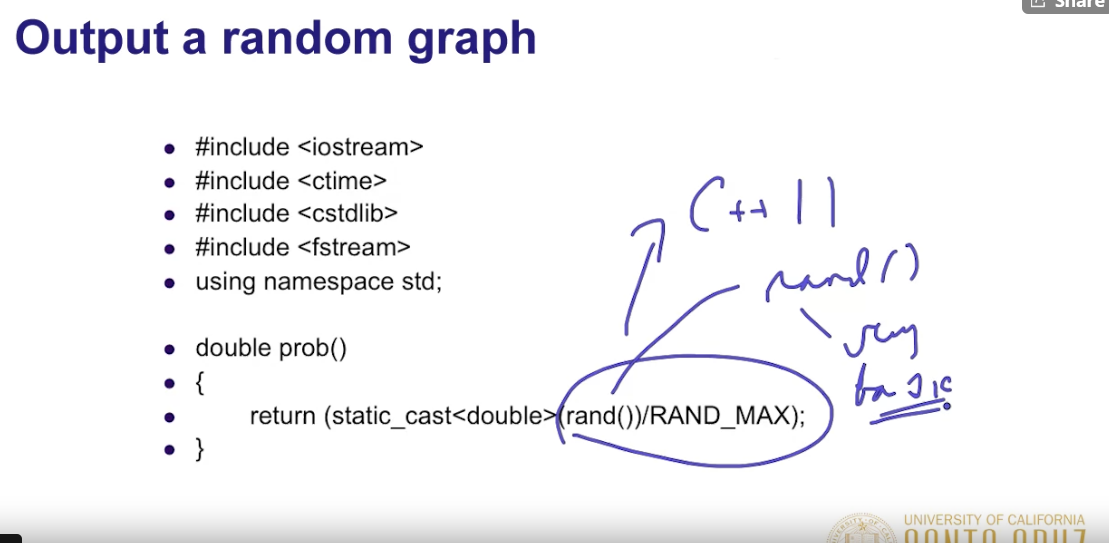 Share
Output a random graph
• #include <iostream>
• #include <ctime>
• #include <cstdlib>
• #include <fstream>
• using namespace std;
C++11
rand()
very
basic
• double prob()
• {
• return (static_cast<double>(rand())/RAND_MAX);
• }
UNIVERSITY OF CALIFORNIA